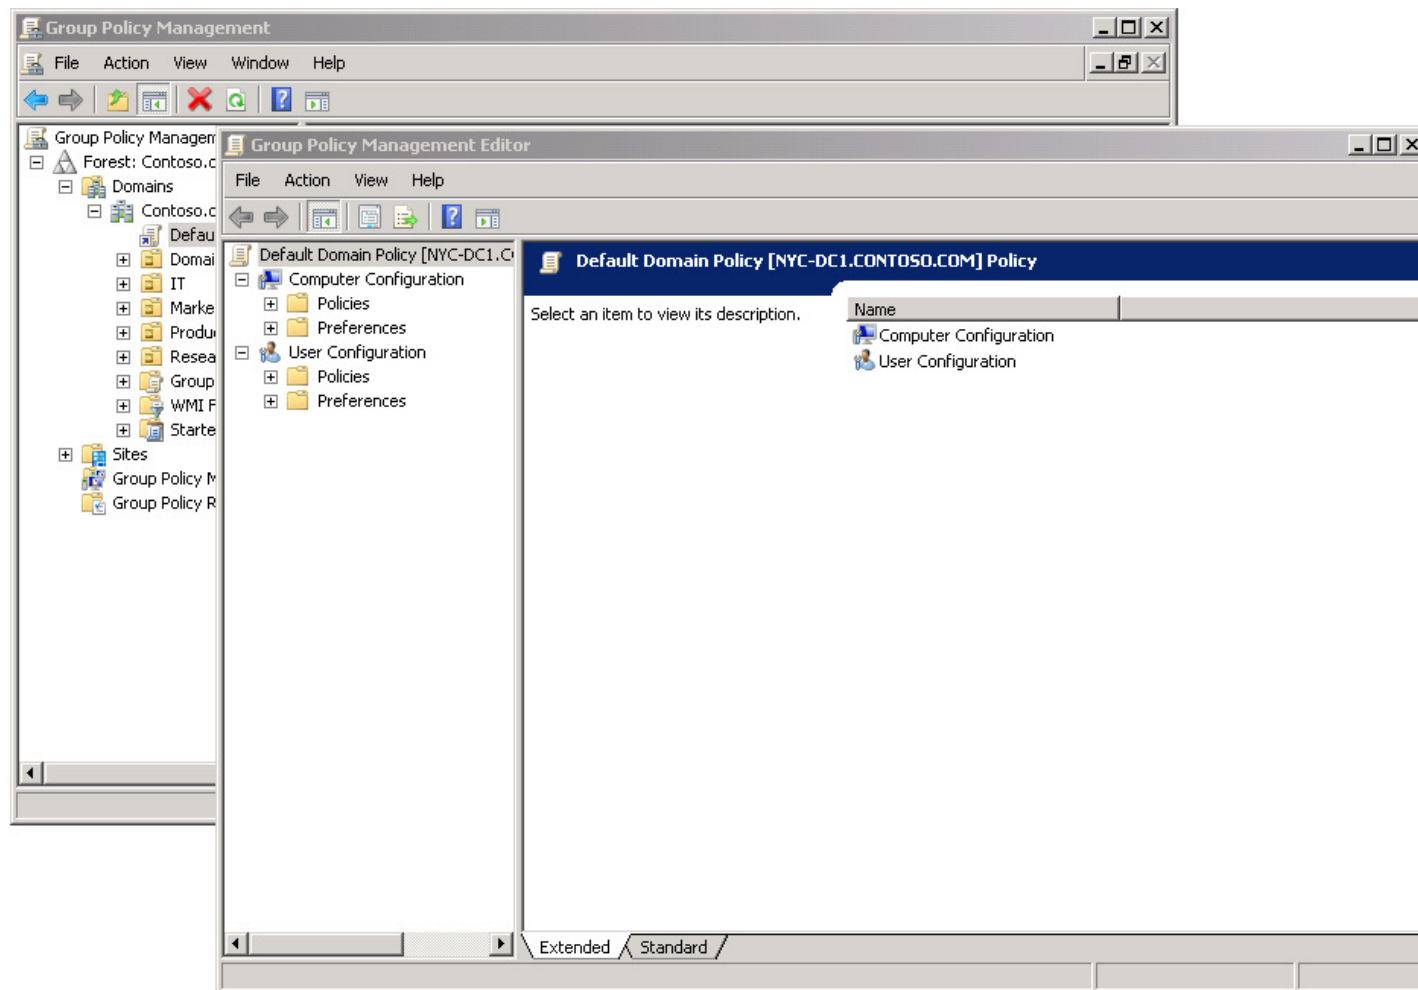 Group Policy Management
File Action View Window Help
Group Policy Managem
Forest: Contoso.c
Domains
Contoso.c
Defau
Domai
IT
Marke
Produ
Resea
Group
WMI F
Starte
Sites
Group Policy M
Group Policy R
Group Policy Management Editor
File Action View Help
Default Domain Policy [NYC-DC1.C
Computer Configuration
Policies
Preferences
User Configuration
Policies
Preferences
Default Domain Policy [NYC-DC1.CONTOSO.COM] Policy
Select an item to view its description.
Name
Computer Configuration
User Configuration
Extended Standard